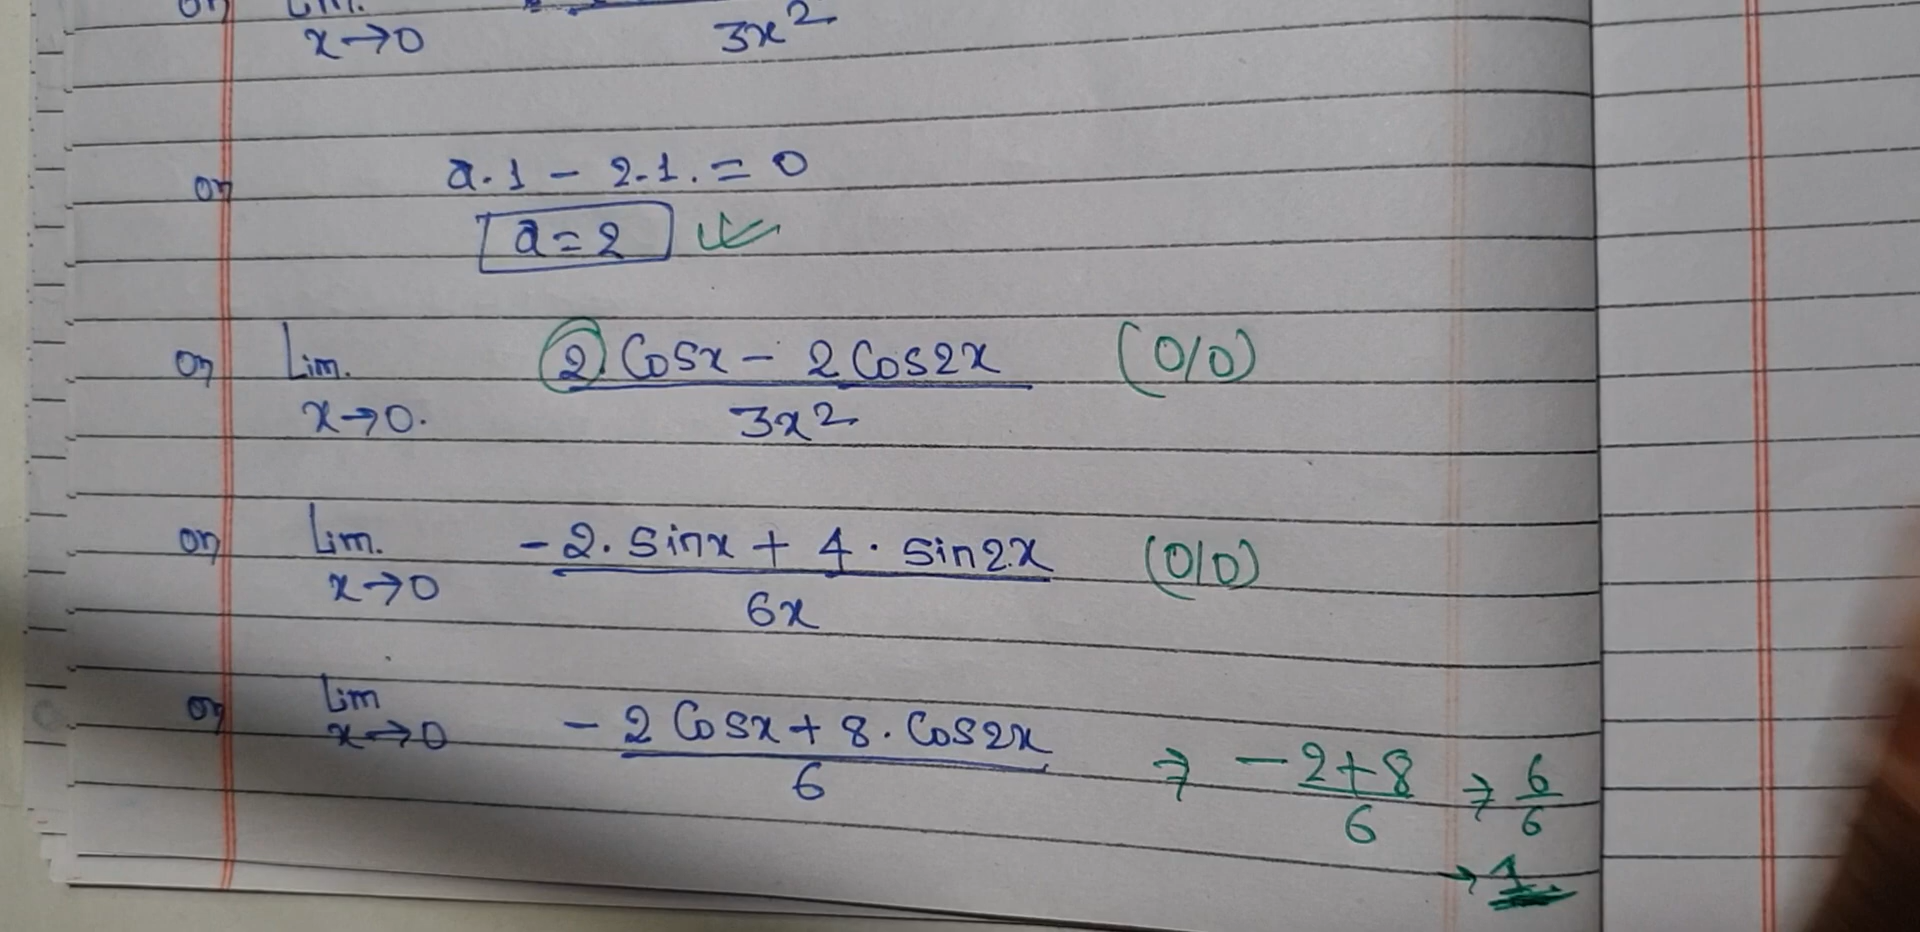 or Lim.
x→0 3x²
or a.1 - 2.1. = 0
a = 2
or Lim. x→0. (2 Cosx - 2 Cos2x) / 3x² (0/0)
or Lim. x→0 (-2. sinx + 4. sin2x) / 6x (0/0)
or Lim x→0 (-2 Cosx + 8. Cos2x) / 6 ⇒ (-2+8) / 6 ⇒ 6/6
→ 1